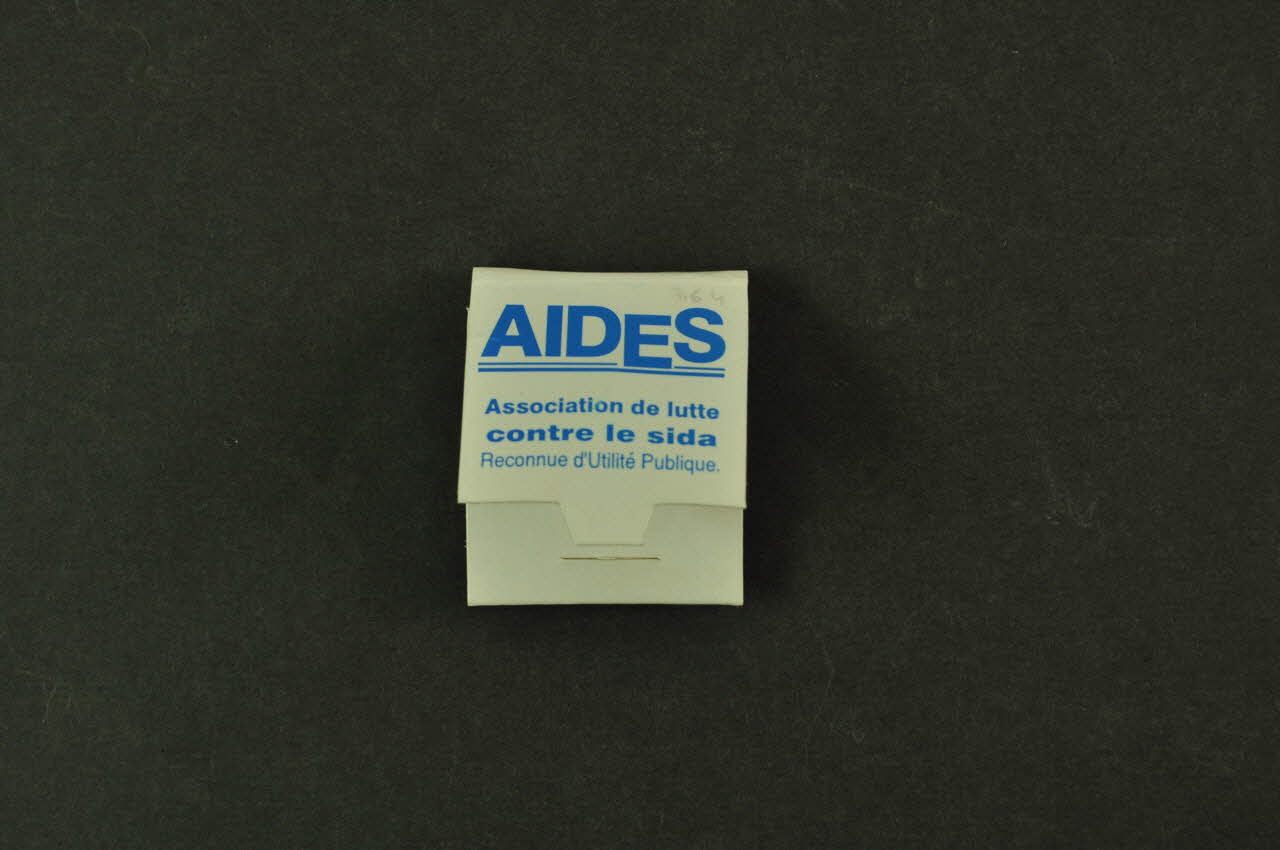 AIDES
Association de lutte
contre le sida
Reconnue d'Utilité Publique.